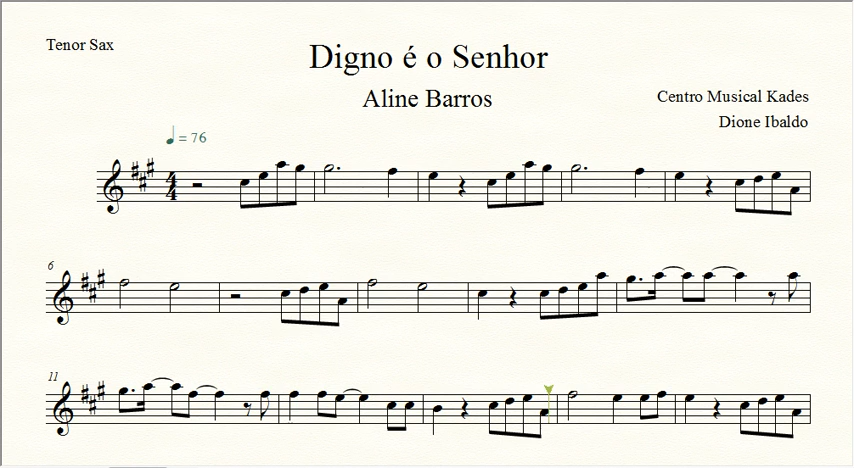 Tenor Sax
Digno é o Senhor
Aline Barros
Centro Musical Kades
Dione Ibaldo
= 76
4
4
6
11